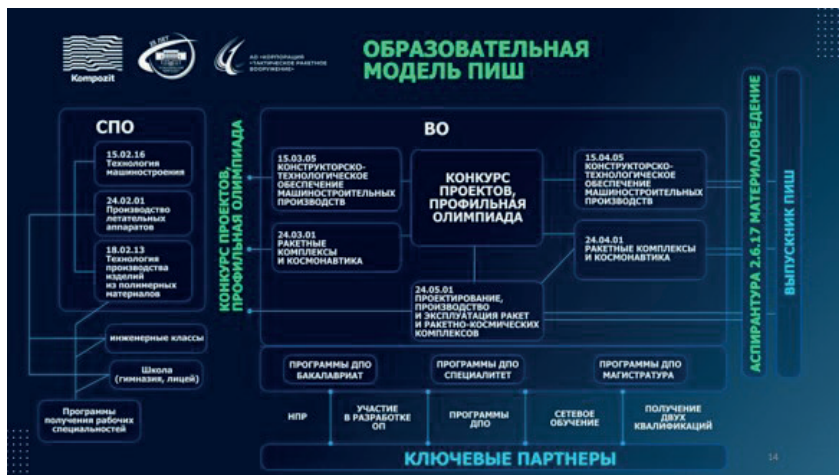 Kompozit
АО «КОРПОРАЦИЯ
«ТАКТИЧЕСКОЕ РАКЕТНОЕ
ВООРУЖЕНИЕ»
ОБРАЗОВАТЕЛЬНАЯ
МОДЕЛЬ ПИШ
СПО
15.02.16
Технология
машиностроения
24.02.01
Производство
летательных
аппаратов
18.02.13
Технология
производства
изделий
из полимерных
материалов
инженерные классы
Школа
(гимназия, лицей)
Программы
получения рабочих
специальностей
КОНКУРС ПРОЕКТОВ,
ПРОФИЛЬНАЯ ОЛИМПИАДА
ВО
15.03.05
КОНСТРУКТОРСКО-
ТЕХНОЛОГИЧЕСКОЕ
ОБЕСПЕЧЕНИЕ
МАШИНОСТРОИТЕЛЬНЫХ
ПРОИЗВОДСТВ
24.03.01
РАКЕТНЫЕ
КОМПЛЕКСЫ
И КОСМОНАВТИКА
КОНКУРС
ПРОЕКТОВ,
ПРОФИЛЬНАЯ
ОЛИМПИАДА
24.05.01
ПРОЕКТИРОВАНИЕ,
ПРОИЗВОДСТВО
И ЭКСПЛУАТАЦИЯ РАКЕТ
И РАКЕТНО-КОСМИЧЕСКИХ
КОМПЛЕКСОВ
15.04.05
КОНСТРУКТОРСКО-
ТЕХНОЛОГИЧЕСКОЕ
ОБЕСПЕЧЕНИЕ
МАШИНОСТРОИТЕЛЬНЫХ
ПРОИЗВОДСТВ
24.04.01
РАКЕТНЫЕ КОМПЛЕКСЫ
И КОСМОНАВТИКА
АСПИРАНТУРА 2.6.17 МАТЕРИАЛОВЕДЕНИЕ
ВЫПУСКНИК ПИШ
ПРОГРАММЫ ДПО
БАКАЛАВРИАТ
ПРОГРАММЫ ДПО
СПЕЦИАЛИТЕТ
ПРОГРАММЫ ДПО
МАГИСТРАТУРА
НПР
УЧАСТИЕ
В РАЗРАБОТКЕ
ОП
ПРОГРАММЫ
ДПО
СЕТЕВОЕ
ОБУЧЕНИЕ
ПОЛУЧЕНИЕ
ДВУХ
КВАЛИФИКАЦИЙ
КЛЮЧЕВЫЕ ПАРТНЕРЫ
14